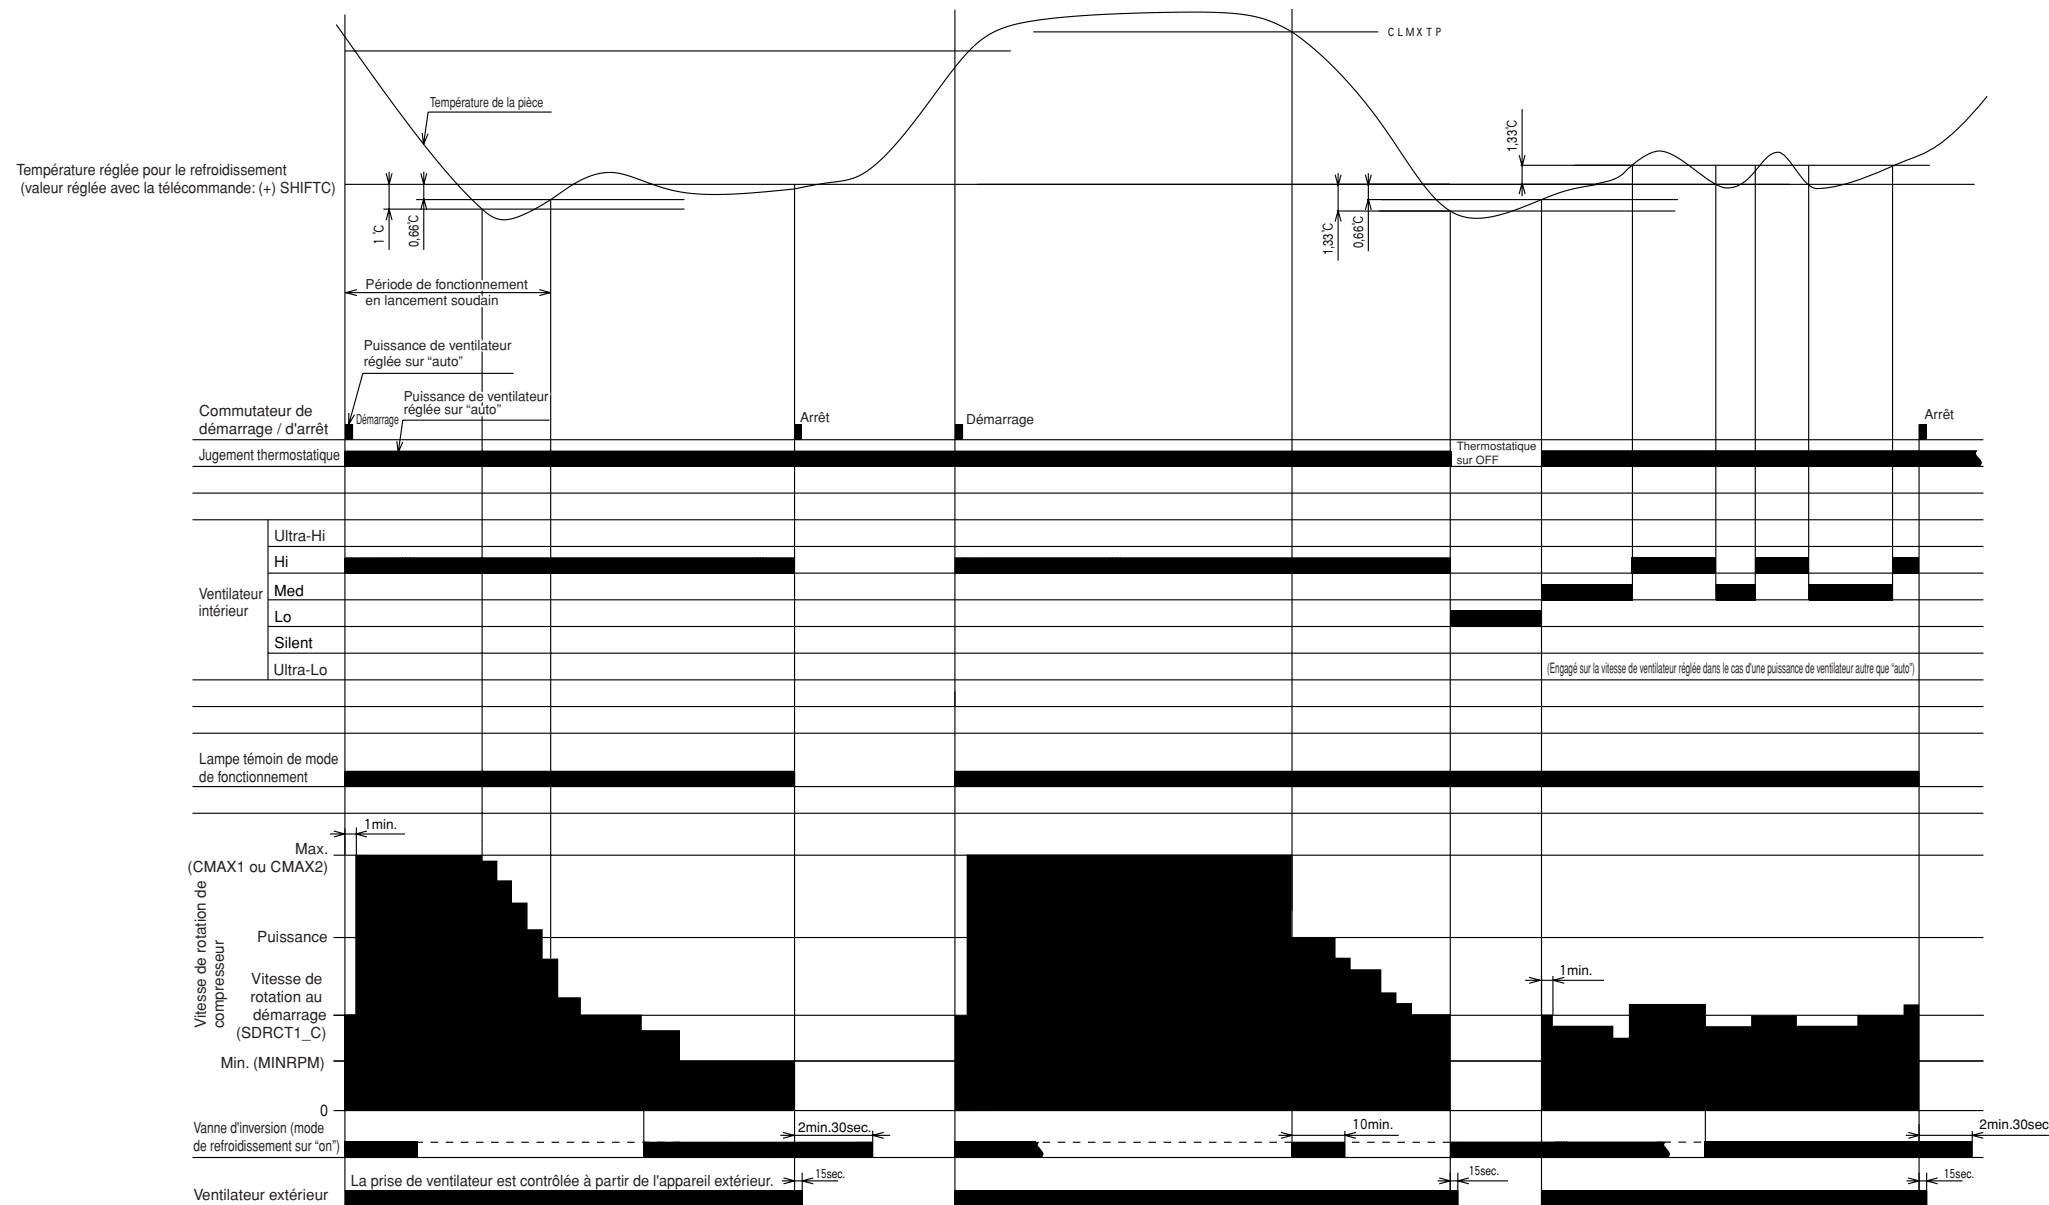 CLMXTP
Température de la pièce
1,33°C
Température réglée pour le refroidissement
(valeur réglée avec la télécommande: (+) SHIFTC)
1°C
0,66°C
1,33°C
0,66°C
Période de fonctionnement
en lancement soudain
Puissance de ventilateur
réglée sur “auto”
Puissance de ventilateur
réglée sur “auto”
Commutateur de
démarrage / d'arrêt
Démarrage
Arrêt
Démarrage
Arrêt
Jugement thermostatique
Thermostatique
sur OFF
Ventilateur
intérieur
Ultra-Hi
Hi
Med
Lo
Silent
Ultra-Lo
(Engagé sur la vitesse de ventilateur réglée dans le cas d'une puissance de ventilateur autre que “auto”)
Lampe témoin de mode
de fonctionnement
1min.
Vitesse de rotation de
compresseur
Max.
(CMAX1 ou CMAX2)
Puissance
Vitesse de
rotation au
démarrage
(SDRCT1_C)
1min.
Min. (MINRPM)
0
Vanne d'inversion (mode
de refroidissement sur “on”)
2min.30sec.
10min.
2min.30sec
Ventilateur extérieur
La prise de ventilateur est contrôlée à partir de l'appareil extérieur.
15sec.
15sec.
15sec.